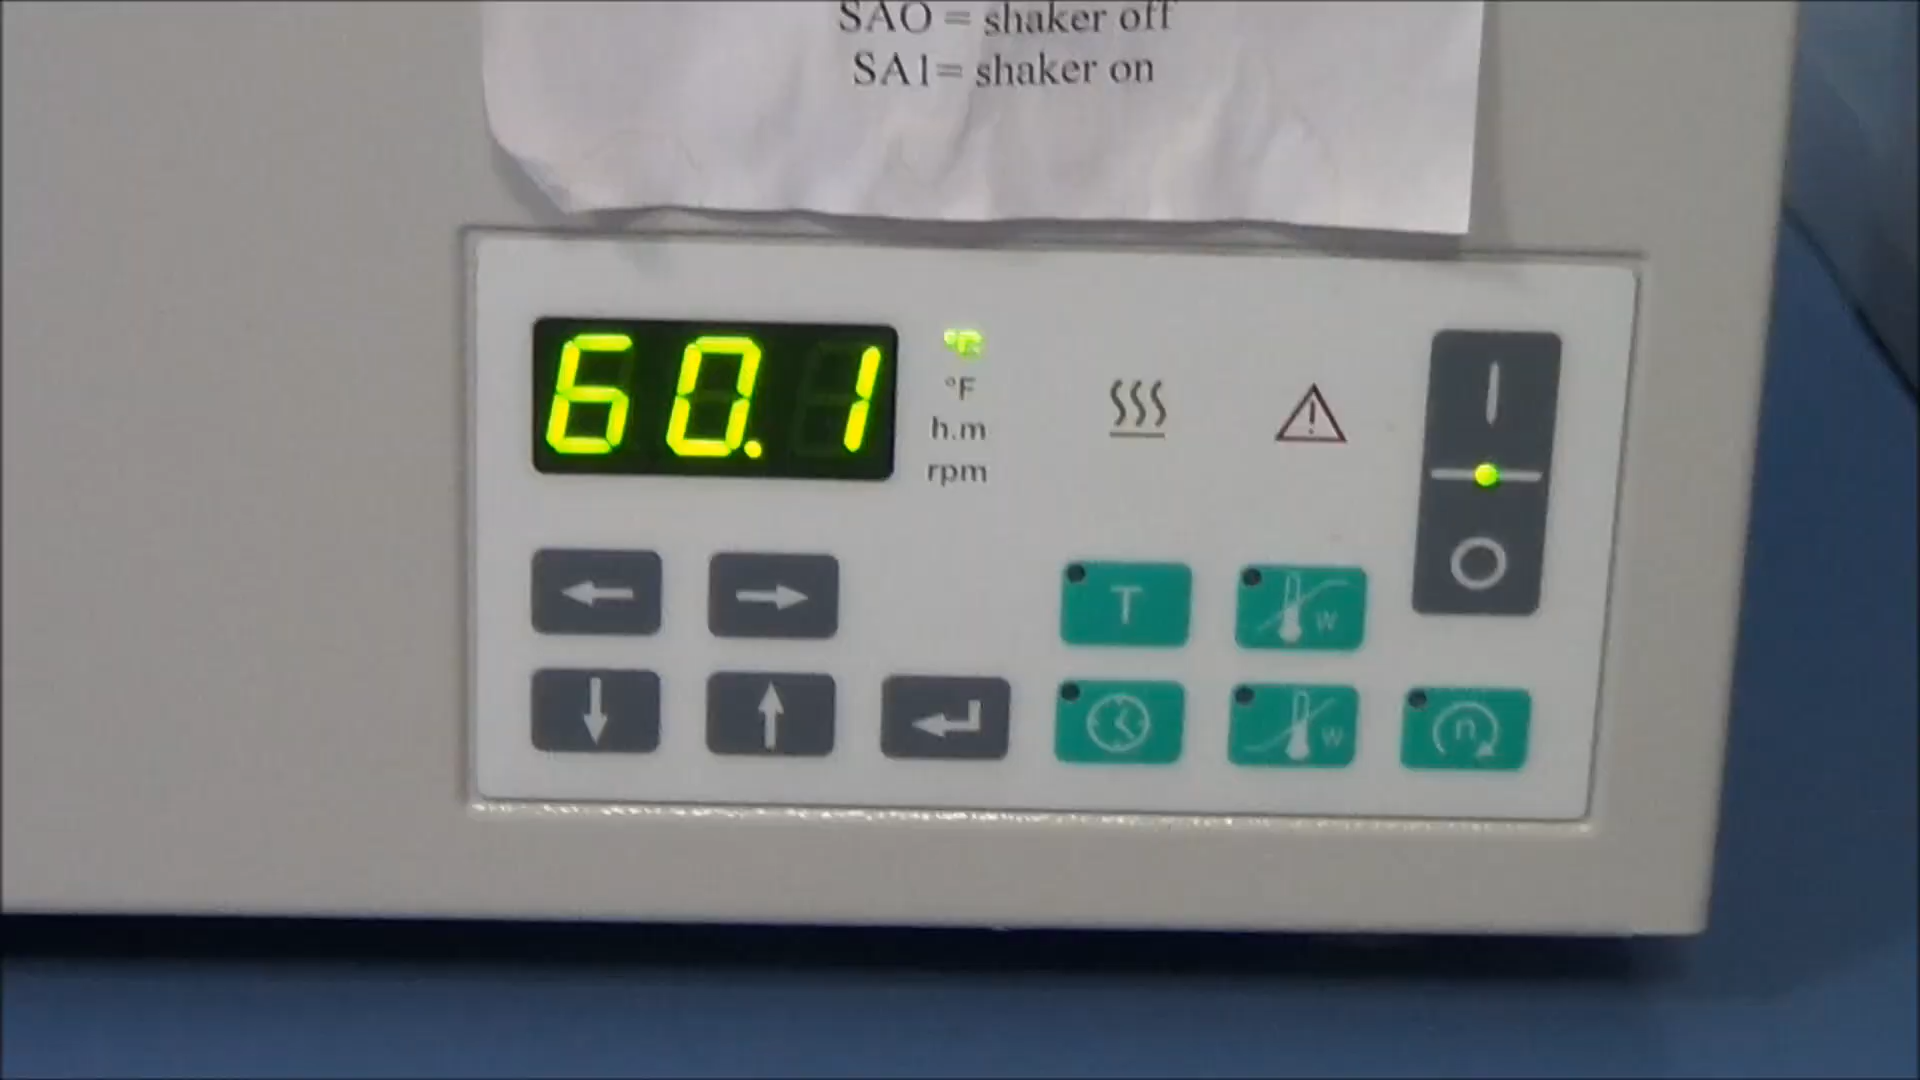 SAO = shaker off
SA1= shaker on
60.1
°C
°F
h.m
rpm
T
W
W
n